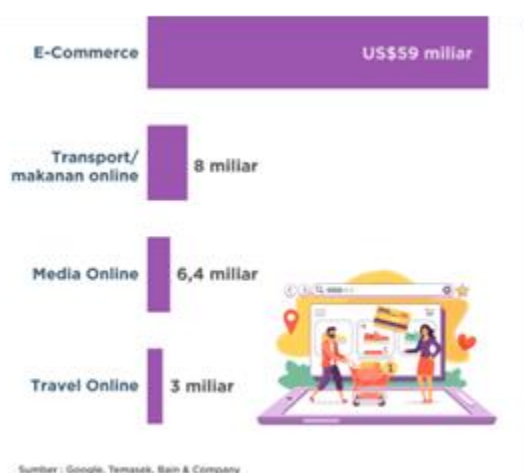 E-Commerce
US$59 miliar
Transport/
makanan online
8 miliar
Media Online
6,4 miliar
Travel Online
3 miliar
Sumber : Google, Temasek, Bain & Company